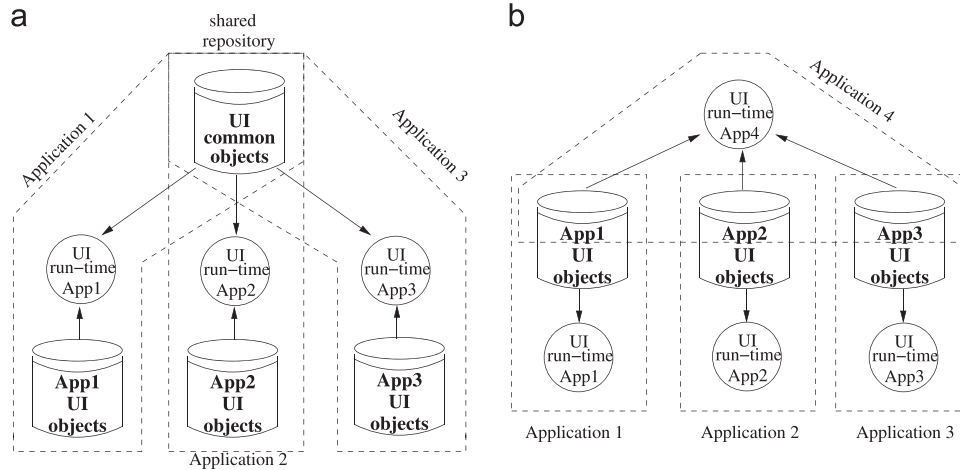 a
shared
repository
Application 1
UI
common
objects
Application 3
UI
run-time
App1
UI
run-time
App2
UI
run-time
App3
App1
UI
objects
App2
UI
objects
App3
UI
objects
Application 2
b
Application 4
UI
run-time
App4
App1
UI
objects
App2
UI
objects
App3
UI
objects
UI
run-time
App1
UI
run-time
App2
UI
run-time
App3
Application 1
Application 2
Application 3